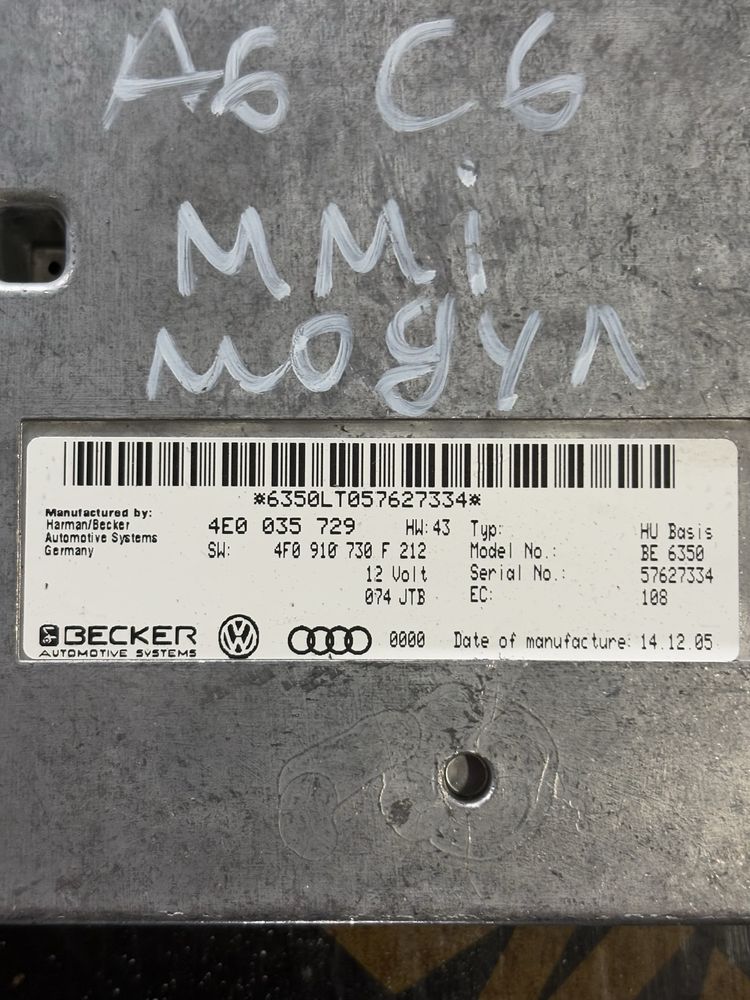 A6 C6
MMi
модул
*6350LT057627334*
Manufactured by:
Harman/Becker
Automotive Systems
Germany
4E0 035 729 HW: 43
SW: 4F0 910 730 F 212
12 Volt
074 JTB
Typ: HU Basis
Model No.: BE 6350
Serial No.: 57627334
EC: 108
BECKER
AUTOMOTIVE SYSTEMS
VW
0000
Date of manufacture: 14.12.05